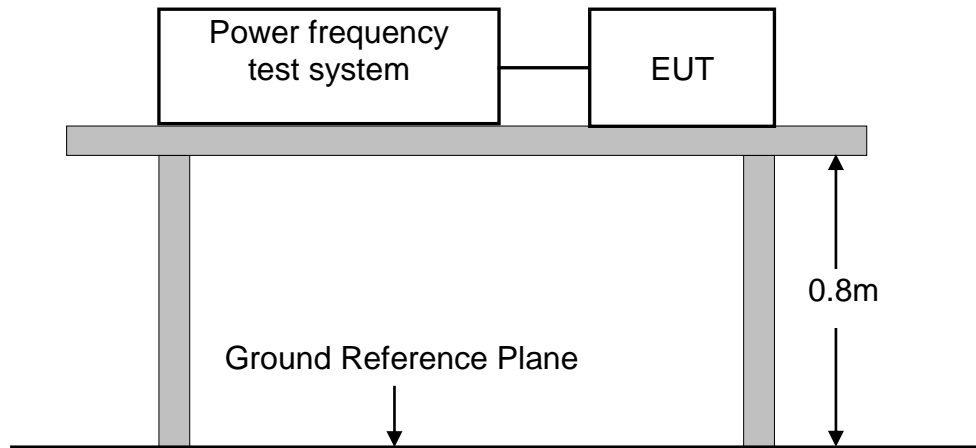 Power frequency
test system
EUT
0.8m
Ground Reference Plane